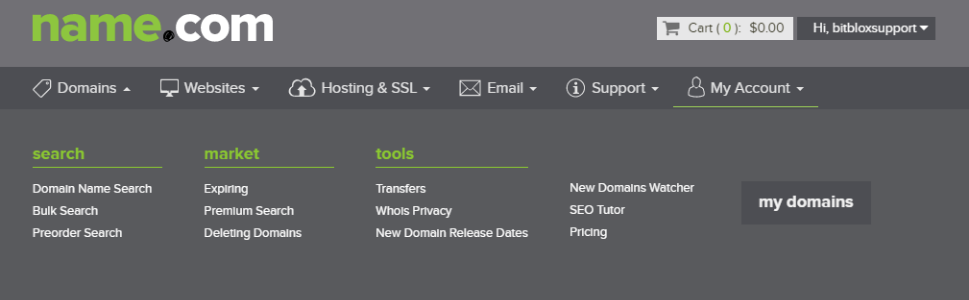 name.com
Cart ( 0 ): $0.00 Hi, bitbloxsupport
Domains Websites Hosting & SSL Email Support My Account
search market tools
Domain Name Search Expiring Transfers New Domains Watcher
my domains
Bulk Search Premium Search Whois Privacy SEO Tutor
Preorder Search Deleting Domains New Domain Release Dates Pricing